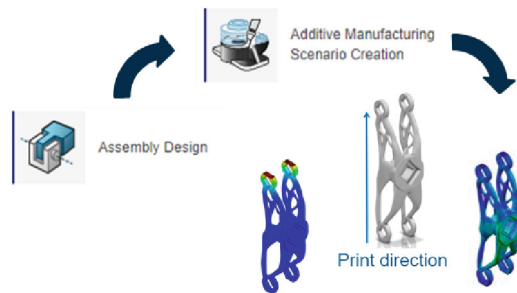 Additive Manufacturing
Scenario Creation
Assembly Design
Print direction